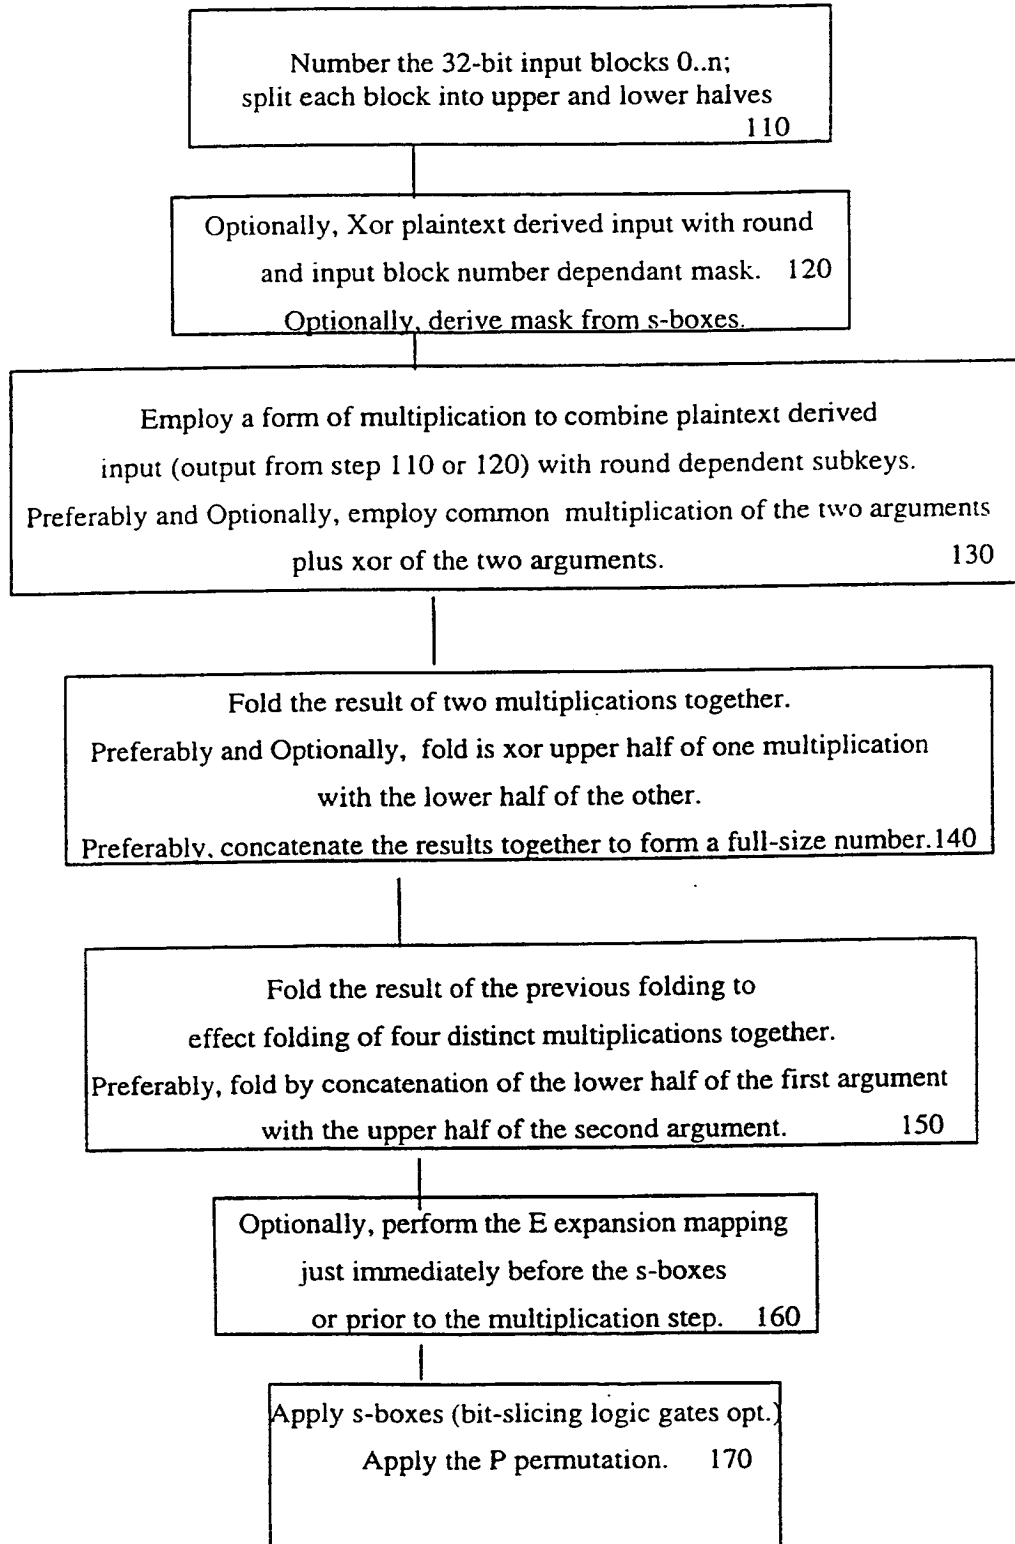 Number the 32-bit input blocks 0..n;
split each block into upper and lower halves
110
Optionally, Xor plaintext derived input with round
and input block number dependant mask. 120
Optionally, derive mask from s-boxes.
Employ a form of multiplication to combine plaintext derived
input (output from step 110 or 120) with round dependent subkeys.
Preferably and Optionally, employ common multiplication of the two arguments
plus xor of the two arguments. 130
Fold the result of two multiplications together.
Preferably and Optionally, fold is xor upper half of one multiplication
with the lower half of the other.
Preferably, concatenate the results together to form a full-size number.140
Fold the result of the previous folding to
effect folding of four distinct multiplications together.
Preferably, fold by concatenation of the lower half of the first argument
with the upper half of the second argument. 150
Optionally, perform the E expansion mapping
just immediately before the s-boxes
or prior to the multiplication step. 160
Apply s-boxes (bit-slicing logic gates opt.)
Apply the P permutation. 170